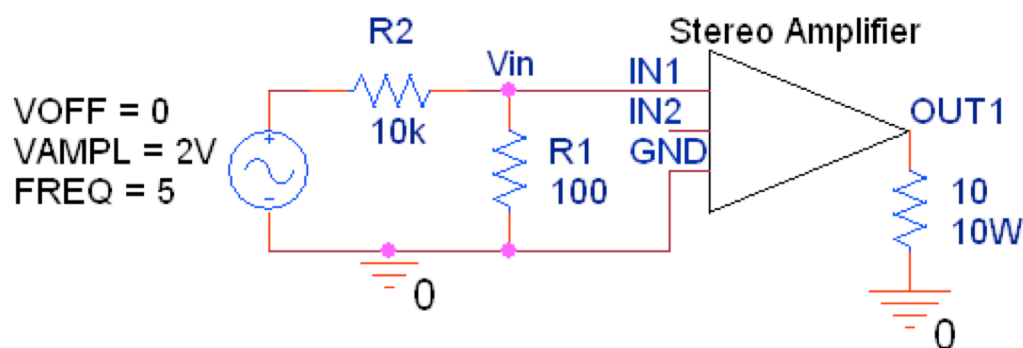 Stereo Amplifier
R2
Vin
IN1
VOFF = 0
10k
IN2
OUT1
VAMPL = 2V
R1
GND
FREQ = 5
100
10
10W
0
0